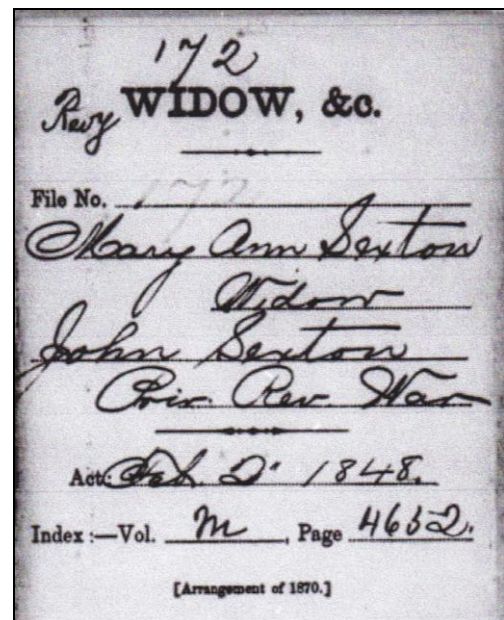 172
Revy WIDOW, &c.
File No. 172
Mary Ann Sexton
Widow
John Sexton
Priv. Rev. War
Act: Feb. 2" 1848.
Index :—Vol. M, Page 4652.
[Arrangement of 1870.]